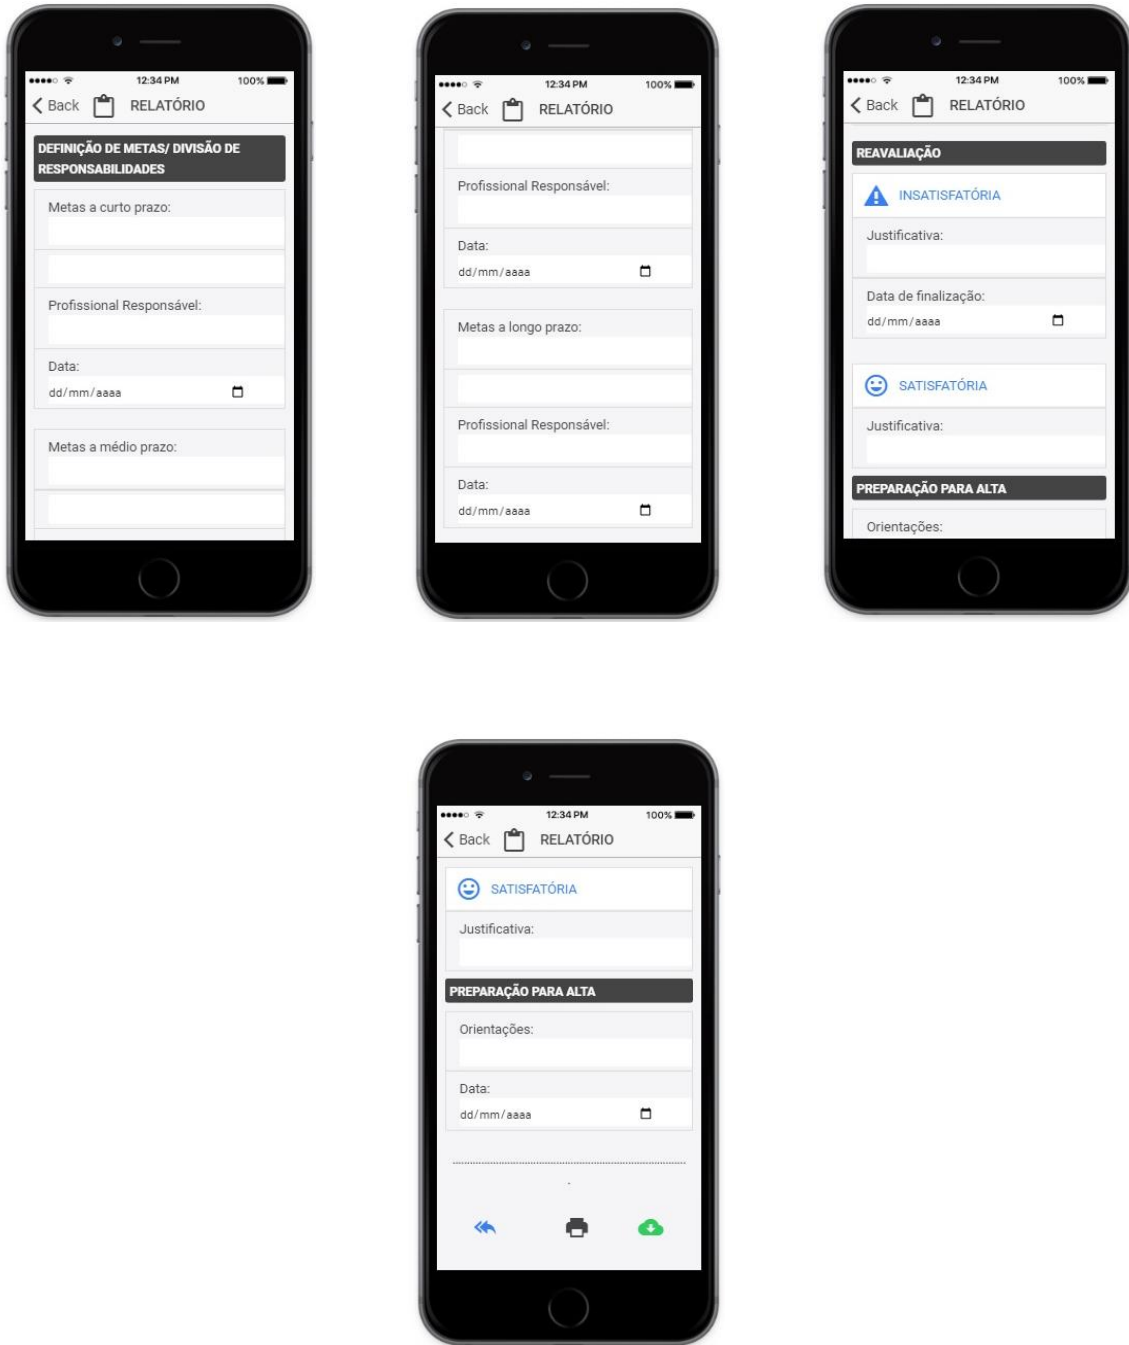 12:34 PM 100%
Back RELATÓRIO
DEFINIÇÃO DE METAS/ DIVISÃO DE
RESPONSABILIDADES
Metas a curto prazo:
Profissional Responsável:
Data:
dd/mm/aaaa
Metas a médio prazo:
12:34 PM 100%
Back RELATÓRIO
Profissional Responsável:
Data:
dd/mm/aaaa
Metas a longo prazo:
Profissional Responsável:
Data:
dd/mm/aaaa
12:34 PM 100%
Back RELATÓRIO
REAVALIAÇÃO
INSATISFATÓRIA
Justificativa:
Data de finalização:
dd/mm/aaaa
SATISFATÓRIA
Justificativa:
PREPARAÇÃO PARA ALTA
Orientações:
12:34 PM 100%
Back RELATÓRIO
SATISFATÓRIA
Justificativa:
PREPARAÇÃO PARA ALTA
Orientações:
Data:
dd/mm/aaaa